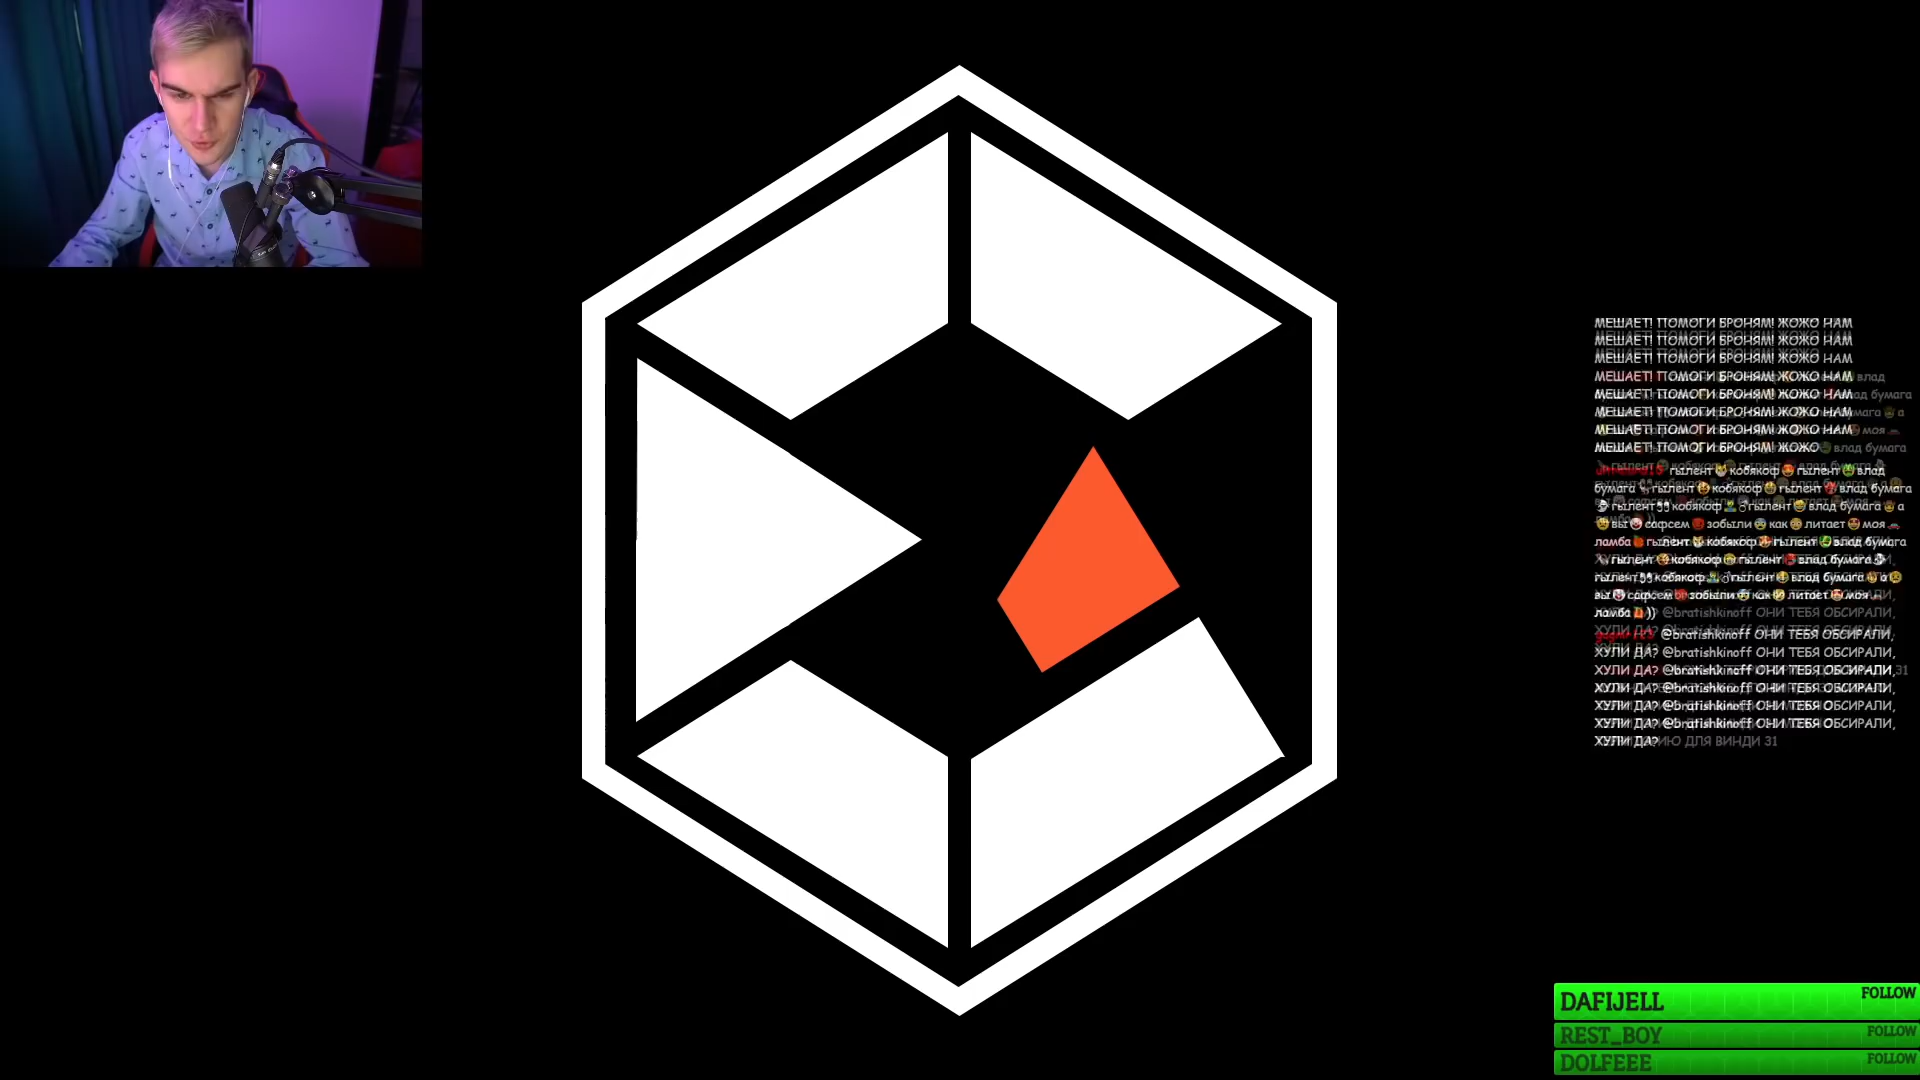 МЕШАЕТ! ПОМОГИ БРОНЯМ! ЖОЖО НАМ
МЕШАЕТ! ПОМОГИ БРОНЯМ! ЖОЖО НАМ
МЕШАЕТ! ПОМОГИ БРОНЯМ! ЖОЖО НАМ
МЕШАЕТ! ПОМОГИ БРОНЯМ! ЖОЖО НАМ
МЕШАЕТ! ПОМОГИ БРОНЯМ! ЖОЖО НАМ
МЕШАЕТ! ПОМОГИ БРОНЯМ! ЖОЖО НАМ
МЕШАЕТ! ПОМОГИ БРОНЯМ! ЖОЖО НАМ
МЕШАЕТ! ПОМОГИ БРОНЯМ! ЖОЖО
гылент кобякоф гылент влад
бумага гылент кобякоф гылент влад бумага
гылент кобякоф гылент влад бумага а
вы сафсем зобыли как литает моя
ламба гылент кобякоф гылент влад бумага
гылент кобякоф гылент влад бумага
гылент кобякоф гылент влад бумага а
вы сафсем зобыли как литает моя
ламба ))
@bratishkinoff ОНИ ТЕБЯ ОБСИРАЛИ,
ХУЛИ ДА? @bratishkinoff ОНИ ТЕБЯ ОБСИРАЛИ,
ХУЛИ ДА? @bratishkinoff ОНИ ТЕБЯ ОБСИРАЛИ,
ХУЛИ ДА? @bratishkinoff ОНИ ТЕБЯ ОБСИРАЛИ,
ХУЛИ ДА? @bratishkinoff ОНИ ТЕБЯ ОБСИРАЛИ,
ХУЛИ ДА? @bratishkinoff ОНИ ТЕБЯ ОБСИРАЛИ,
ХУЛИ ДА?
DAFIJELL FOLLOW
REST_BOY FOLLOW
DOLFEEE FOLLOW